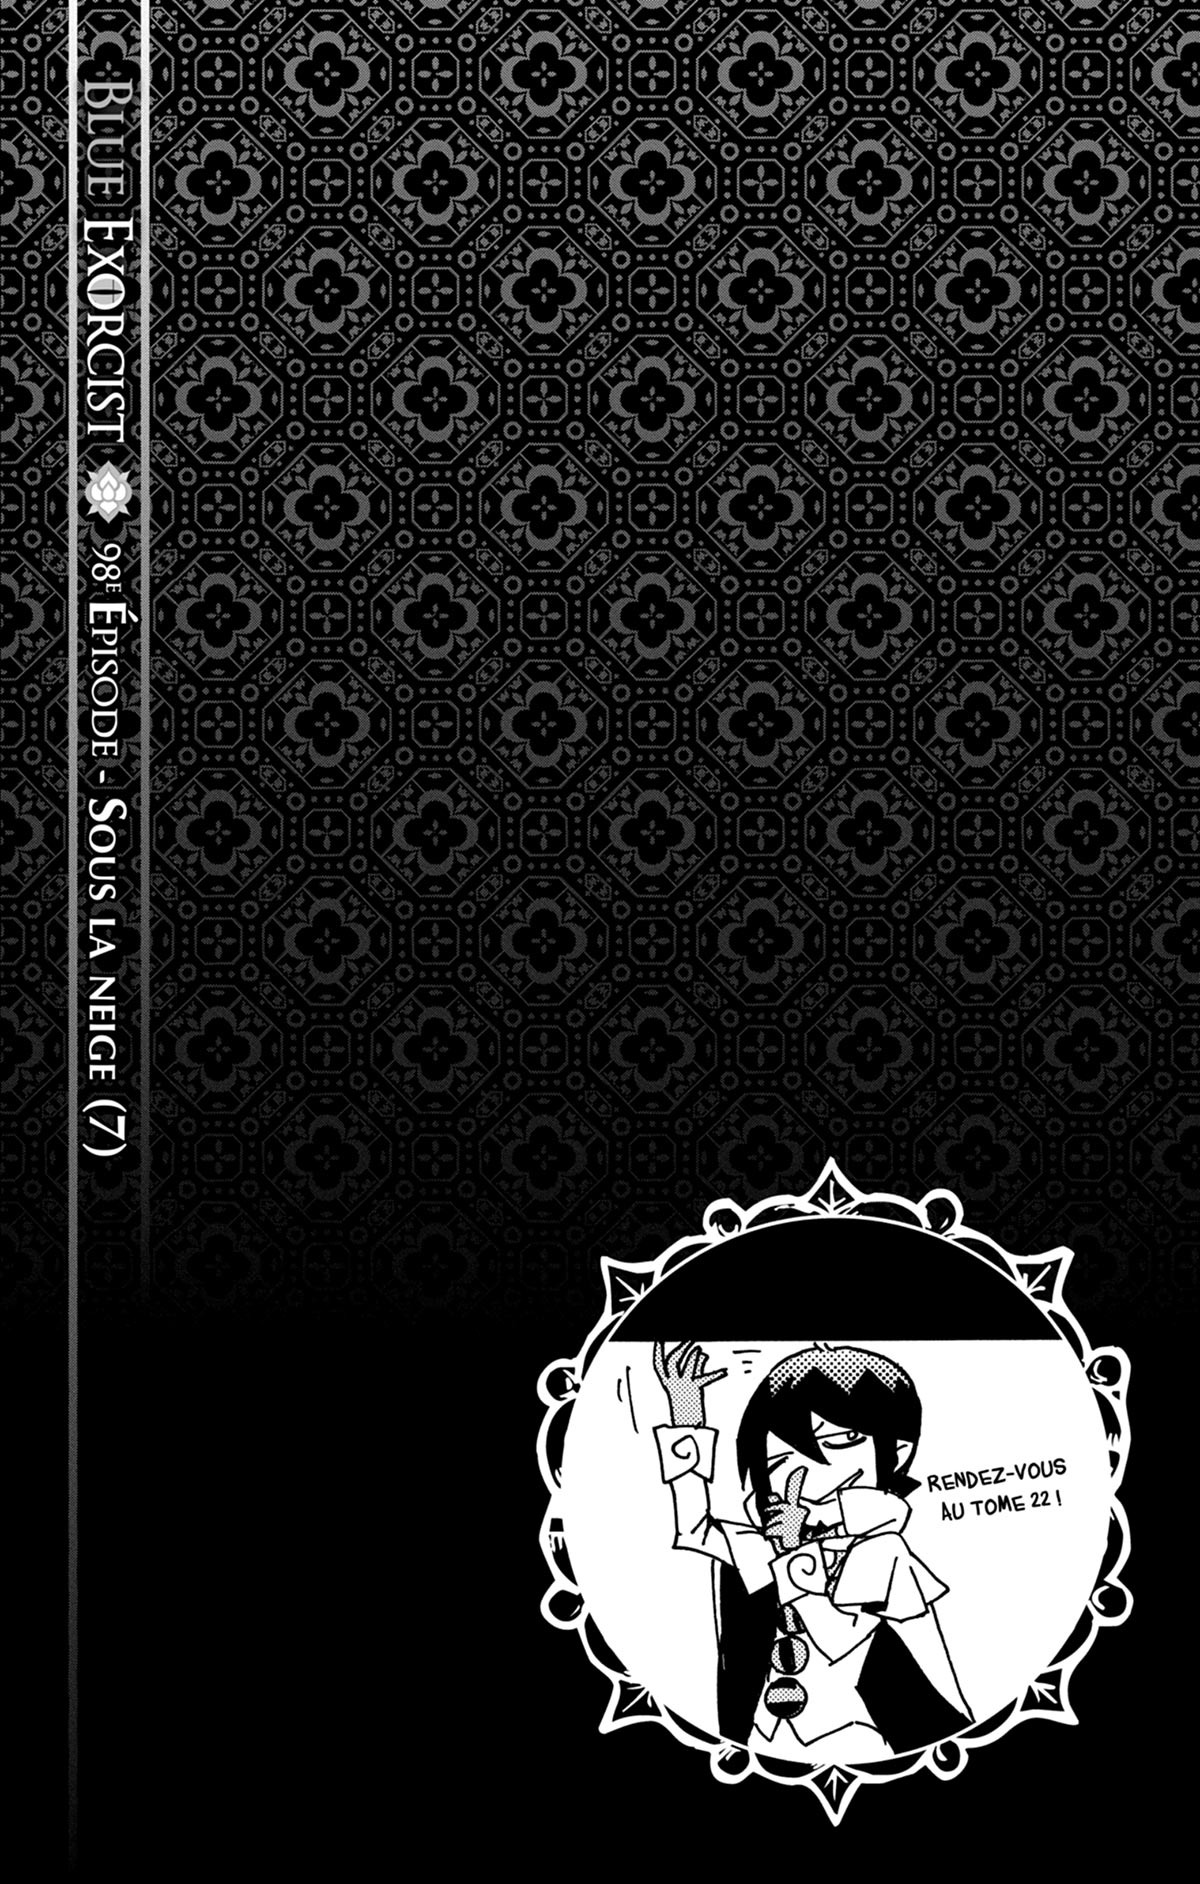 BLUE EXORCIST 98E ÉPISODE - SOUS LA NEIGE (7)
RENDEZ-VOUS
AU TOME 22 !